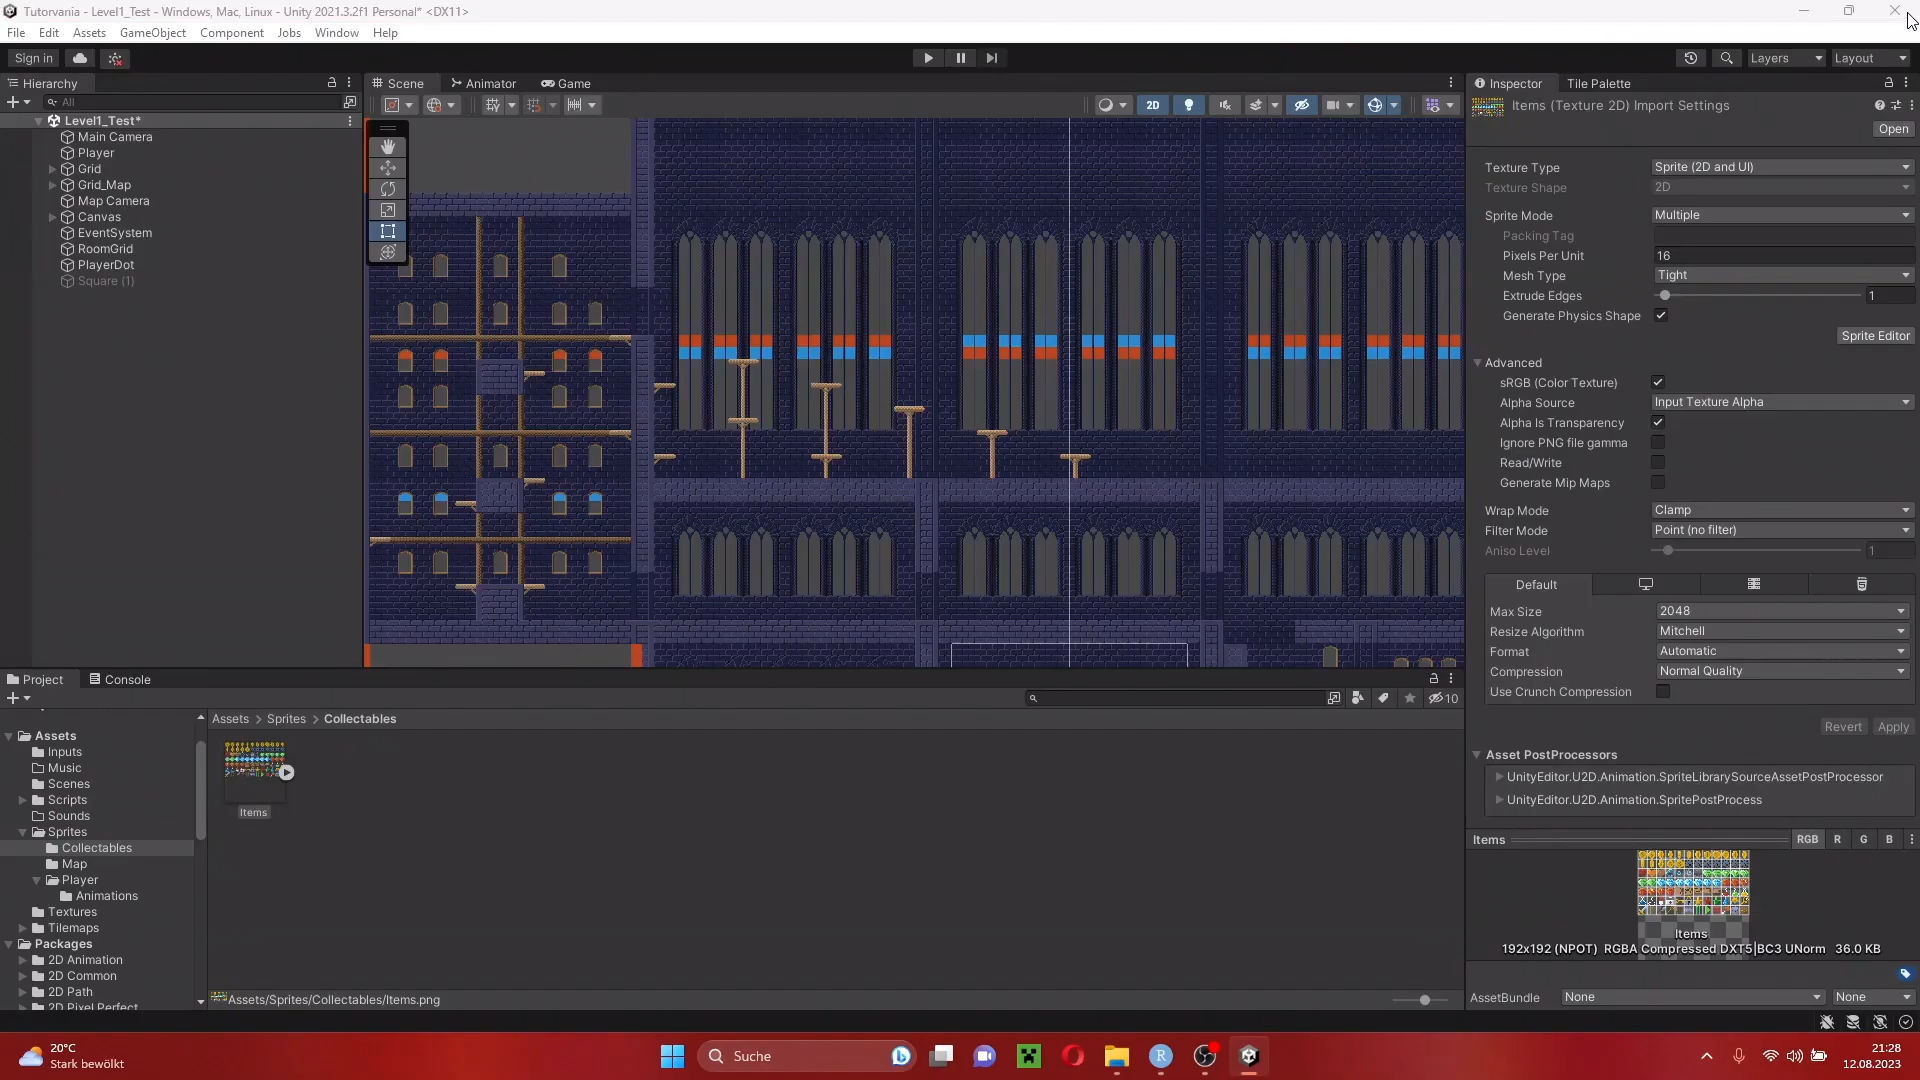 Tutorvania - Level1_Test - Windows, Mac, Linux - Unity 2021.3.2f1 Personal* <DX11>
File Edit Assets GameObject Component Jobs Window Help
Sign in
Layers
Layout
Hierarchy
Scene
Animator
Game
Inspector
Tile Palette
All
2D
Items (Texture 2D) Import Settings
Open
Level1_Test*
Main Camera
Player
Grid
Grid_Map
Map Camera
Canvas
EventSystem
RoomGrid
PlayerDot
Square (1)
Texture Type Sprite (2D and UI)
Texture Shape 2D
Sprite Mode Multiple
Packing Tag
Pixels Per Unit 16
Mesh Type Tight
Extrude Edges 1
Generate Physics Shape
Sprite Editor
Advanced
sRGB (Color Texture)
Alpha Source Input Texture Alpha
Alpha Is Transparency
Ignore PNG file gamma
Read/Write
Generate Mip Maps
Wrap Mode Clamp
Filter Mode Point (no filter)
Aniso Level 1
Default
Max Size 2048
Resize Algorithm Mitchell
Format Automatic
Compression Normal Quality
Use Crunch Compression
Revert Apply
Asset PostProcessors
UnityEditor.U2D.Animation.SpriteLibrarySourceAssetPostProcessor
UnityEditor.U2D.Animation.SpritePostProcess
Items RGB R G B
Items
192x192 (NPOT) RGBA Compressed DXT5|BC3 UNorm 36.0 KB
AssetBundle None None
Project
Console
10
Assets > Sprites > Collectables
Assets
Inputs
Music
Scenes
Scripts
Sounds
Sprites
Collectables
Map
Player
Animations
Textures
Tilemaps
Packages
2D Animation
2D Common
2D Path
2D Pixel Perfect
Items
Assets/Sprites/Collectables/Items.png
20°C
Stark bewölkt
Suche
21:28
12.08.2023